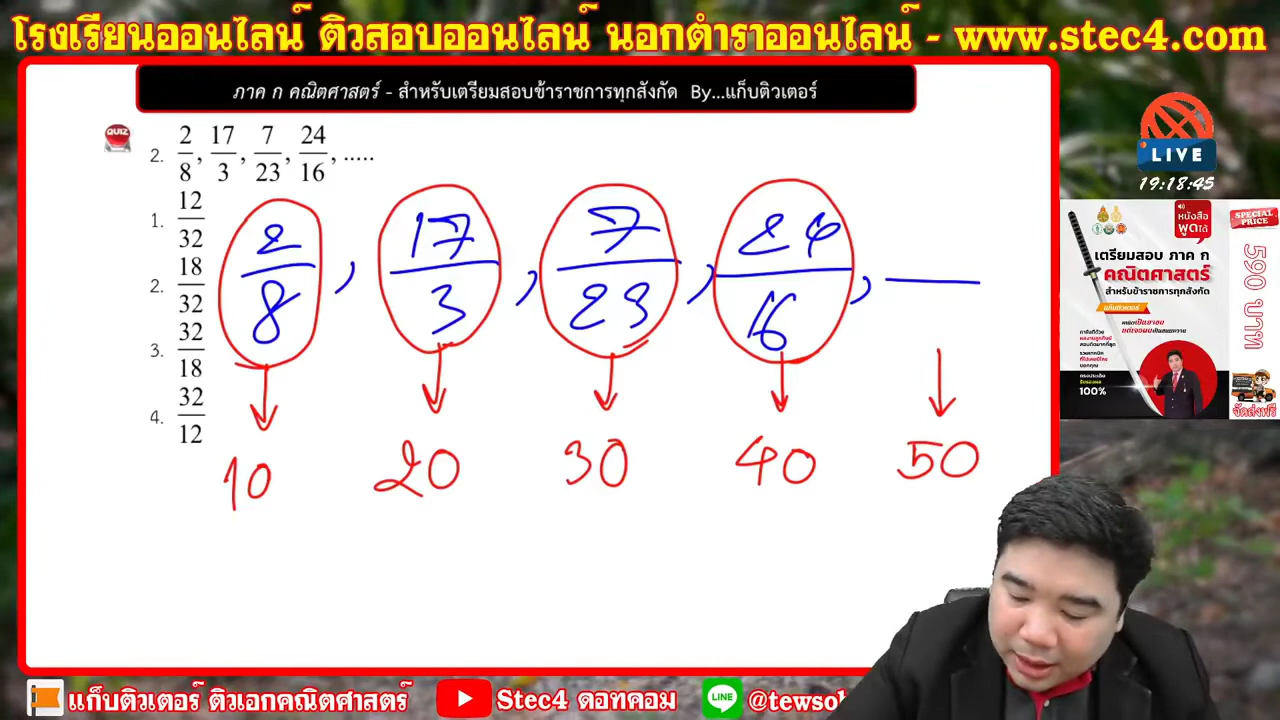 โรงเรียนออนไลน์ ติวสอบออนไลน์ นอกตำราออนไลน์ - www.stec4.com
ภาค ก คณิตศาสตร์ - สำหรับเตรียมสอบข้าราชการทุกสังกัด By...แก็บติวเตอร์
QUIZ
2. 2/8, 17/3, 7/23, 24/16, .....
1. 12/32
2. 18/32
3. 32/18
4. 32/12
2/8, 17/3, 7/23, 24/16,
10 20 30 40 50
LIVE
19:18:45
หนังสือ
พูดได้
SPECIAL
PRICE
590 บาท
เตรียมสอบ ภาค ก
คณิตศาสตร์
สำหรับข้าราชการทุกสังกัด
แก็บติวเตอร์
100%
จัดส่งฟรี
แก็บติวเตอร์ ติวเอกคณิตศาสตร์
Stec4 ดอทคอม
LINE